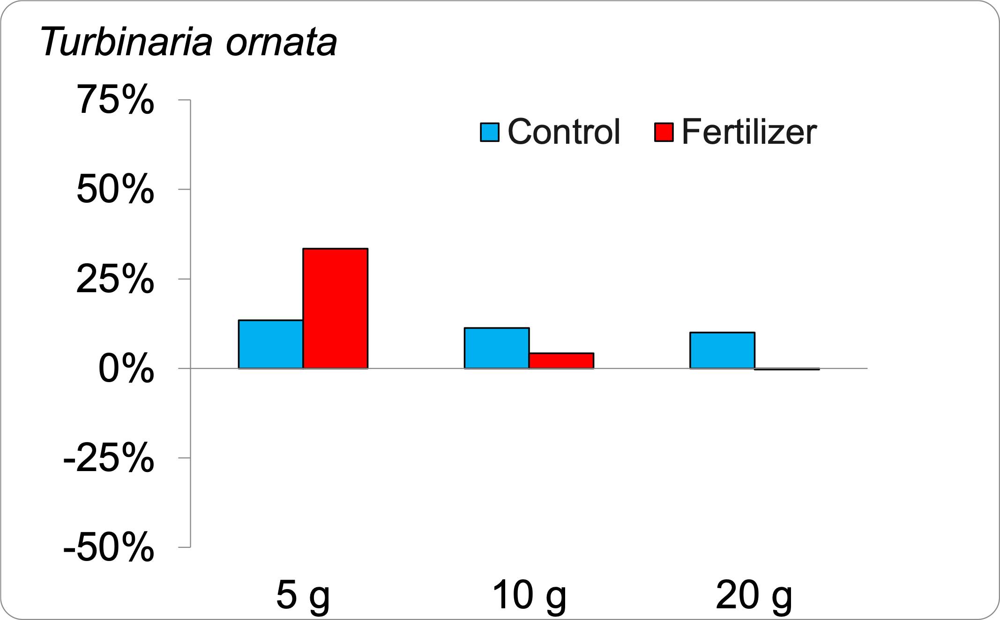 Turbinaria ornata
75%
Control Fertilizer
50%
25%
0%
-25%
-50%
5 g 10 g 20 g